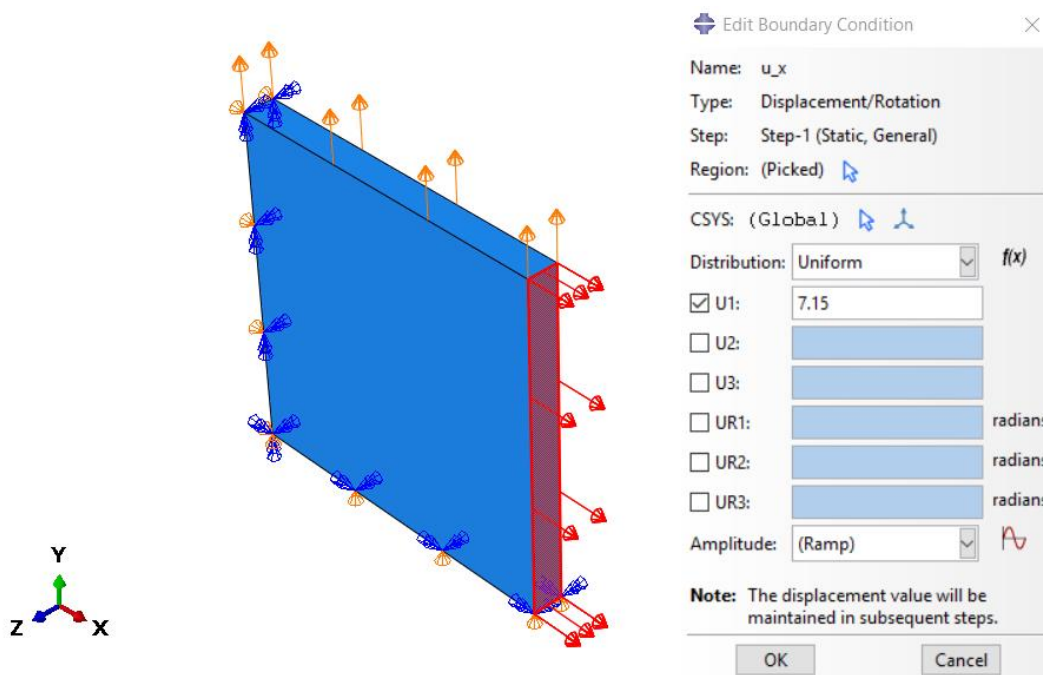 Edit Boundary Condition
Name: u_x
Type: Displacement/Rotation
Step: Step-1 (Static, General)
Region: (Picked)
CSYS: (Global)
Distribution: Uniform f(x)
U1: 7.15
U2:
U3:
UR1: radians
UR2: radians
UR3: radians
Amplitude: (Ramp)
Note: The displacement value will be
maintained in subsequent steps.
OK Cancel
Y
Z X